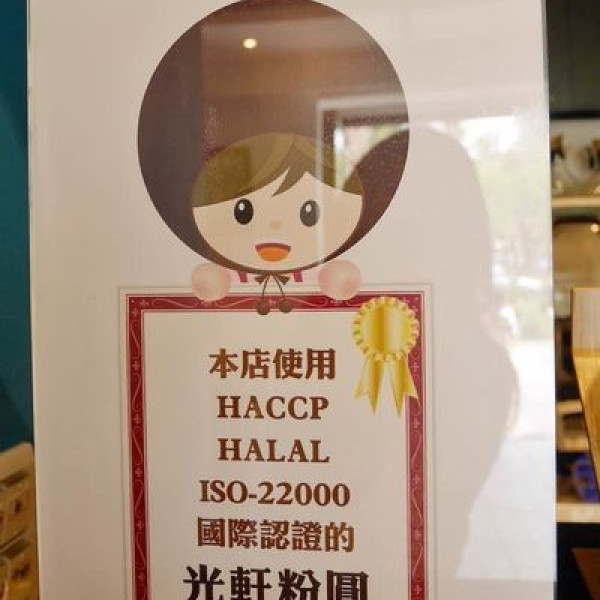 本店使用
HACCP
HALAL
ISO-22000
國際認證的
光軒粉圓